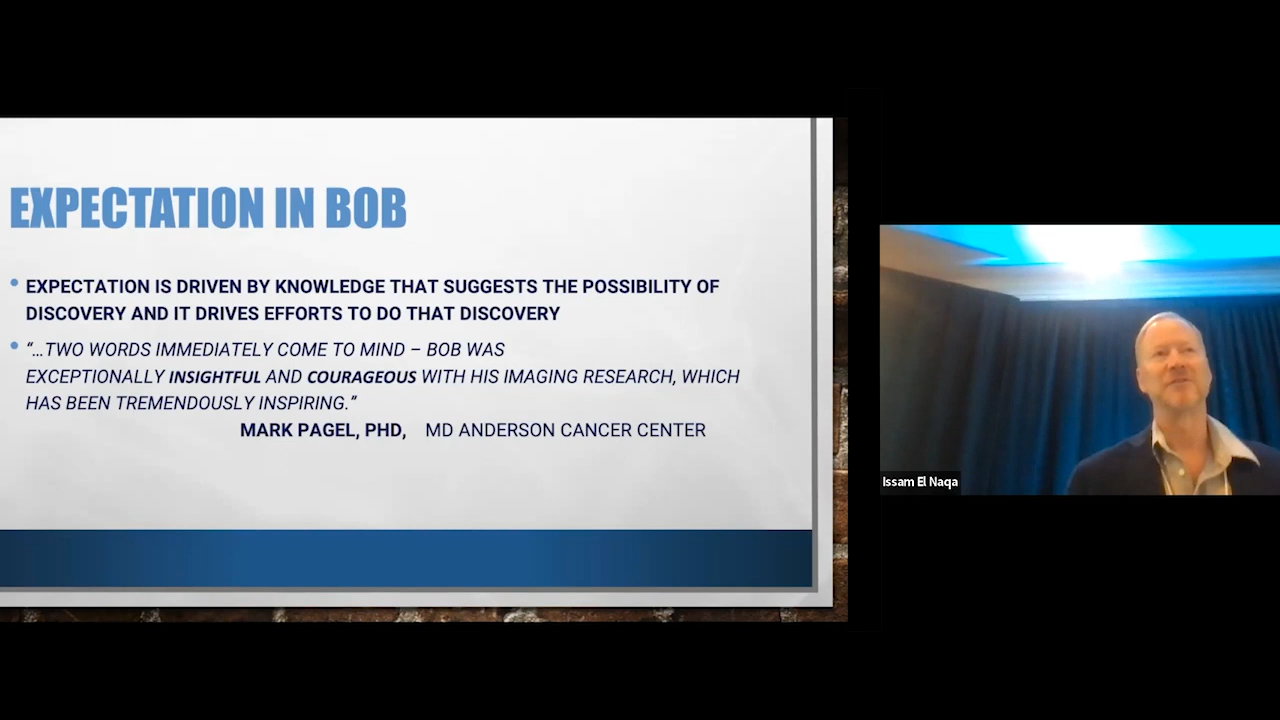 EXPECTATION IN BOB
• EXPECTATION IS DRIVEN BY KNOWLEDGE THAT SUGGESTS THE POSSIBILITY OF
DISCOVERY AND IT DRIVES EFFORTS TO DO THAT DISCOVERY
• “…TWO WORDS IMMEDIATELY COME TO MIND – BOB WAS
EXCEPTIONALLY INSIGHTFUL AND COURAGEOUS WITH HIS IMAGING RESEARCH, WHICH
HAS BEEN TREMENDOUSLY INSPIRING.”
MARK PAGEL, PHD, MD ANDERSON CANCER CENTER
Issam El Naqa